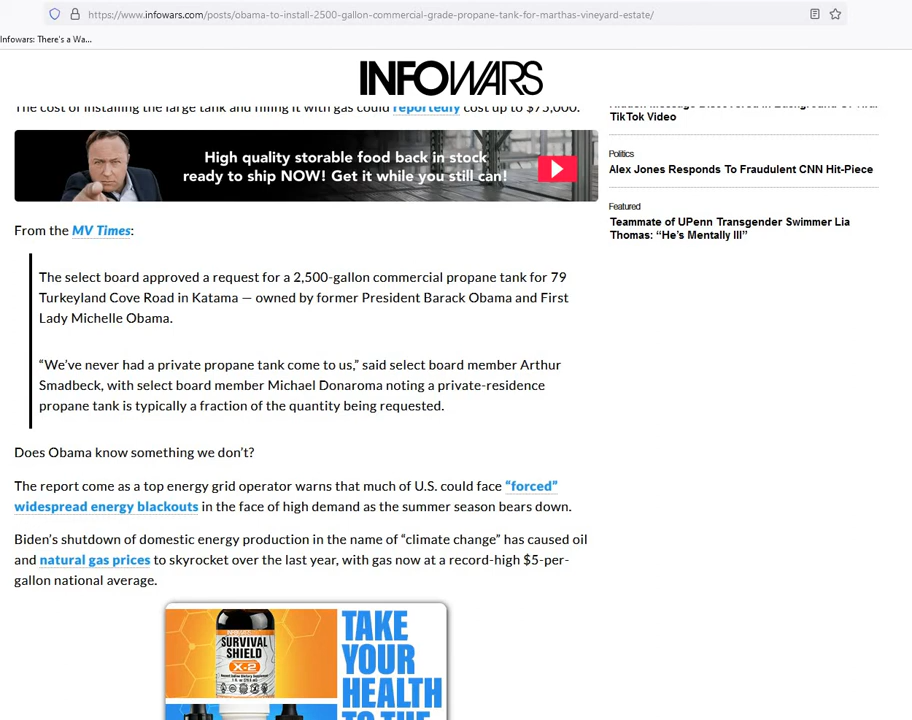 https://www.infowars.com/posts/obama-to-install-2500-gallon-commercial-grade-propane-tank-for-marthas-vineyard-estate/
Infowars: There's a Wa...
INFOWARS
The cost of installing the large tank and filling it with gas could reportedly cost up to $75,000.
High quality storable food back in stock
ready to ship NOW! Get it while you still can!
From the MV Times:
The select board approved a request for a 2,500-gallon commercial propane tank for 79
Turkeyland Cove Road in Katama — owned by former President Barack Obama and First
Lady Michelle Obama.
“We’ve never had a private propane tank come to us,” said select board member Arthur
Smadbeck, with select board member Michael Donaroma noting a private-residence
propane tank is typically a fraction of the quantity being requested.
Does Obama know something we don’t?
The report come as a top energy grid operator warns that much of U.S. could face “forced”
widespread energy blackouts in the face of high demand as the summer season bears down.
Biden’s shutdown of domestic energy production in the name of “climate change” has caused oil
and natural gas prices to skyrocket over the last year, with gas now at a record-high $5-per-
gallon national average.
SURVIVAL
SHIELD
X-2
TAKE
YOUR
HEALTH
TO THE
Hidden Message Discovered In Background Of Viral
TikTok Video
Politics
Alex Jones Responds To Fraudulent CNN Hit-Piece
Featured
Teammate of UPenn Transgender Swimmer Lia
Thomas: “He’s Mentally Ill”